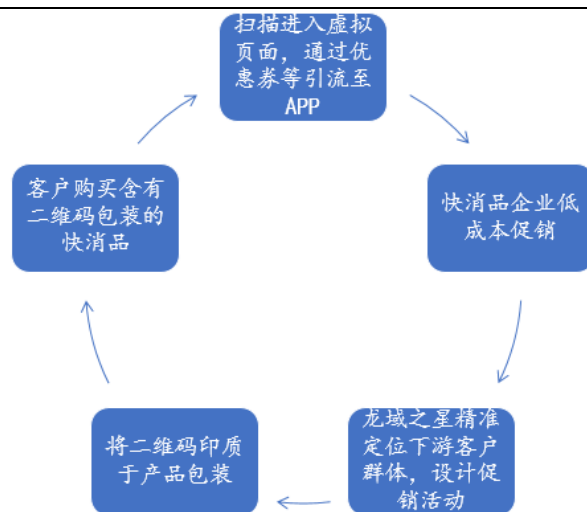 扫描进入虚拟
页面，通过优
惠券等引流至
APP
快消品企业低
成本促销
龙域之星精准
定位下游客户
群体，设计促
销活动
将二维码印质
于产品包装
客户购买含有
二维码包装的
快消品